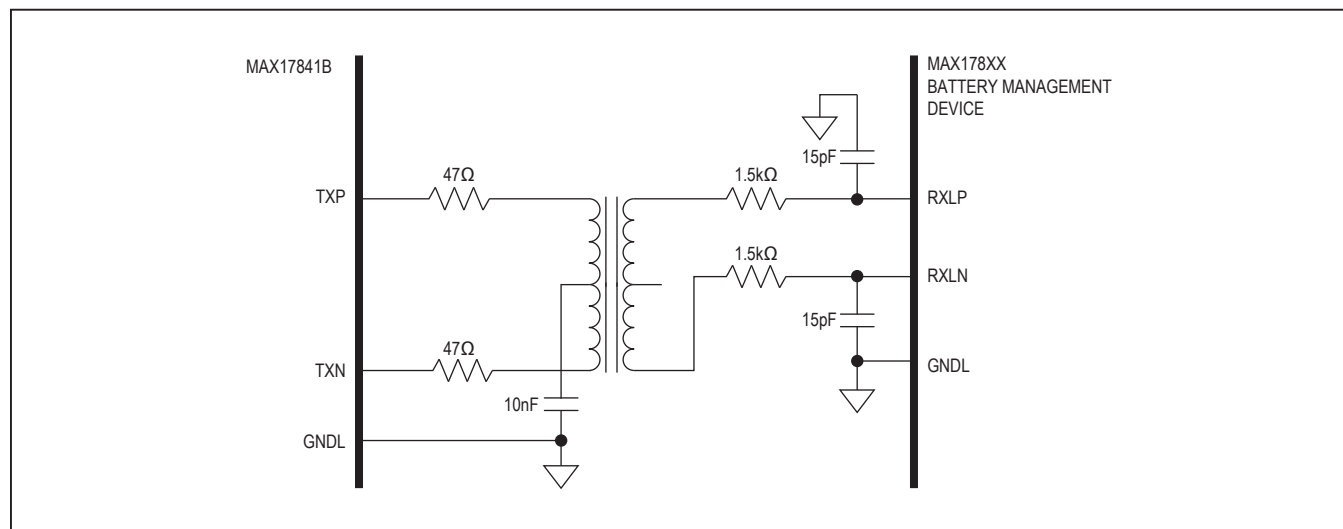 MAX17841B
MAX178XX
BATTERY MANAGEMENT
DEVICE
15pF
47Ω
1.5kΩ
TXP
RXLP
1.5kΩ
RXLN
15pF
47Ω
TXN
GNDL
10nF
GNDL